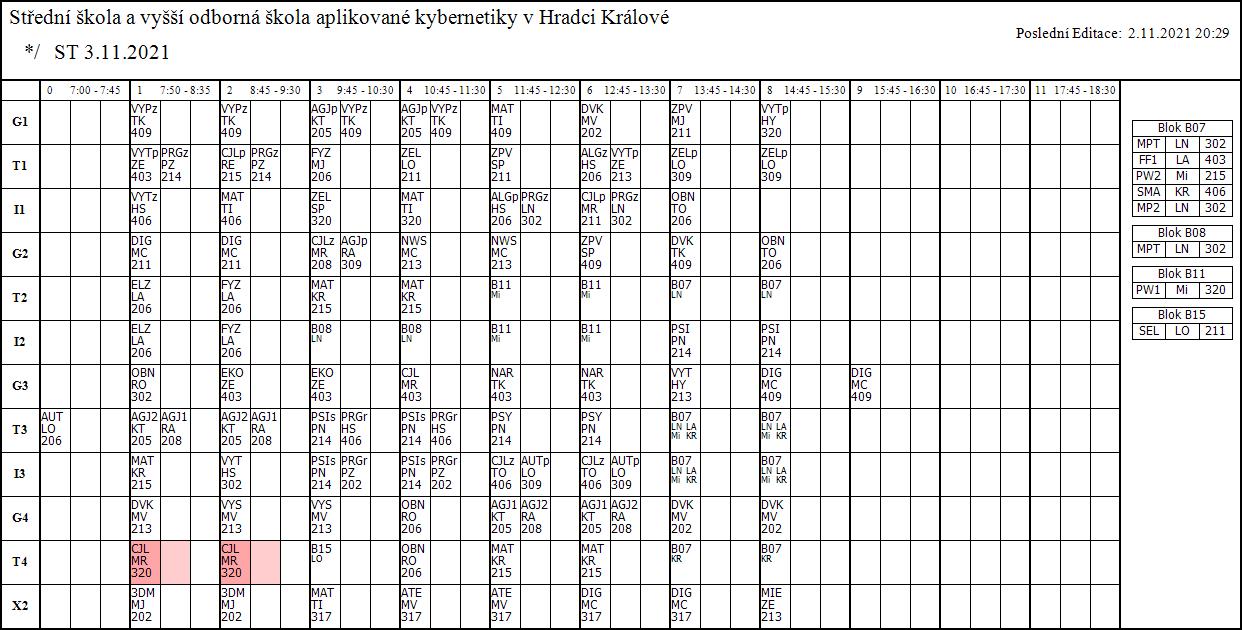 Střední škola a vyšší odborná škola aplikované kybernetiky v Hradci Králové
Poslední Editace: 2.11.2021 20:29
*/ ST 3.11.2021
0 7:00 - 7:45 1 7:50 - 8:35 2 8:45 - 9:30 3 9:45 - 10:30 4 10:45 - 11:30 5 11:45 - 12:30 6 12:45 - 13:30 7 13:45 - 14:30 8 14:45 - 15:30 9 15:45 - 16:30 10 16:45 - 17:30 11 17:45 - 18:30
VYPz VYPz AGJp VYPz AGJp VYPz MAT DVK ZPV VYTp
G1 TK TK KT TK KT TK TI MV MJ HY
409 409 205 409 205 409 409 202 211 320
VYTp PRGz CJLp PRGz FYZ ZEL ZPV ALGz VYTp ZELp ZELp
T1 ZE PZ RE PZ MJ LO SP HS ZE LO LO
403 214 215 214 206 211 211 206 213 309 309
VYTz MAT ZEL MAT ALGp PRGz CJLp PRGz OBN
I1 HS TI SP TI HS LN MR LN TO
406 406 320 320 206 302 211 302 206
DIG DIG CJLz AGJp NWS NWS ZPV DVK OBN
G2 MC MC MR RA MC MC SP TK TO
211 211 208 309 213 213 409 409 206
ELZ FYZ MAT MAT B11 B11 B07 B07
T2 LA LA KR KR Mi Mi LN LN
206 206 215 215
ELZ FYZ B08 B08 B11 B11 PSI PSI
I2 LA LA LN LN Mi Mi PN PN
206 206 214 214
OBN EKO EKO CJL NAR NAR VYT DIG DIG
G3 RO ZE ZE MR TK TK HY MC MC
302 403 403 403 403 403 213 409 409
AUT AGJ2 AGJ1 AGJ2 AGJ1 PSIs PRGr PSIs PRGr PSY PSY B07 B07
T3 LO KT RA KT RA PN HS PN HS PN PN LN LA LN LA
206 205 208 205 208 214 406 214 406 214 214 Mi KR Mi KR
MAT VYT PSIs PRGr PSIs PRGr CJLz AUTp CJLz AUTp B07 B07
I3 KR HS PN PZ PN PZ TO LO TO LO LN LA LN LA
215 302 214 202 214 202 406 309 406 309 Mi KR Mi KR
DVK VYS VYS OBN AGJ1 AGJ2 AGJ1 AGJ2 DVK DVK
G4 MV MV MV RO KT RA KT RA MV MV
213 213 213 206 205 208 205 208 202 202
CJL CJL B15 OBN MAT MAT B07 B07
T4 MR MR LO RO KR KR KR KR
320 320 206 215 215
3DM 3DM MAT ATE ATE DIG DIG MIE
X2 MJ MJ TI MV MV MC MC ZE
202 202 317 317 317 317 317 213
Blok B07
MPT LN 302
FF1 LA 403
PW2 Mi 215
SMA KR 406
MP2 LN 302
Blok B08
MPT LN 302
Blok B11
PW1 Mi 320
Blok B15
SEL LO 211